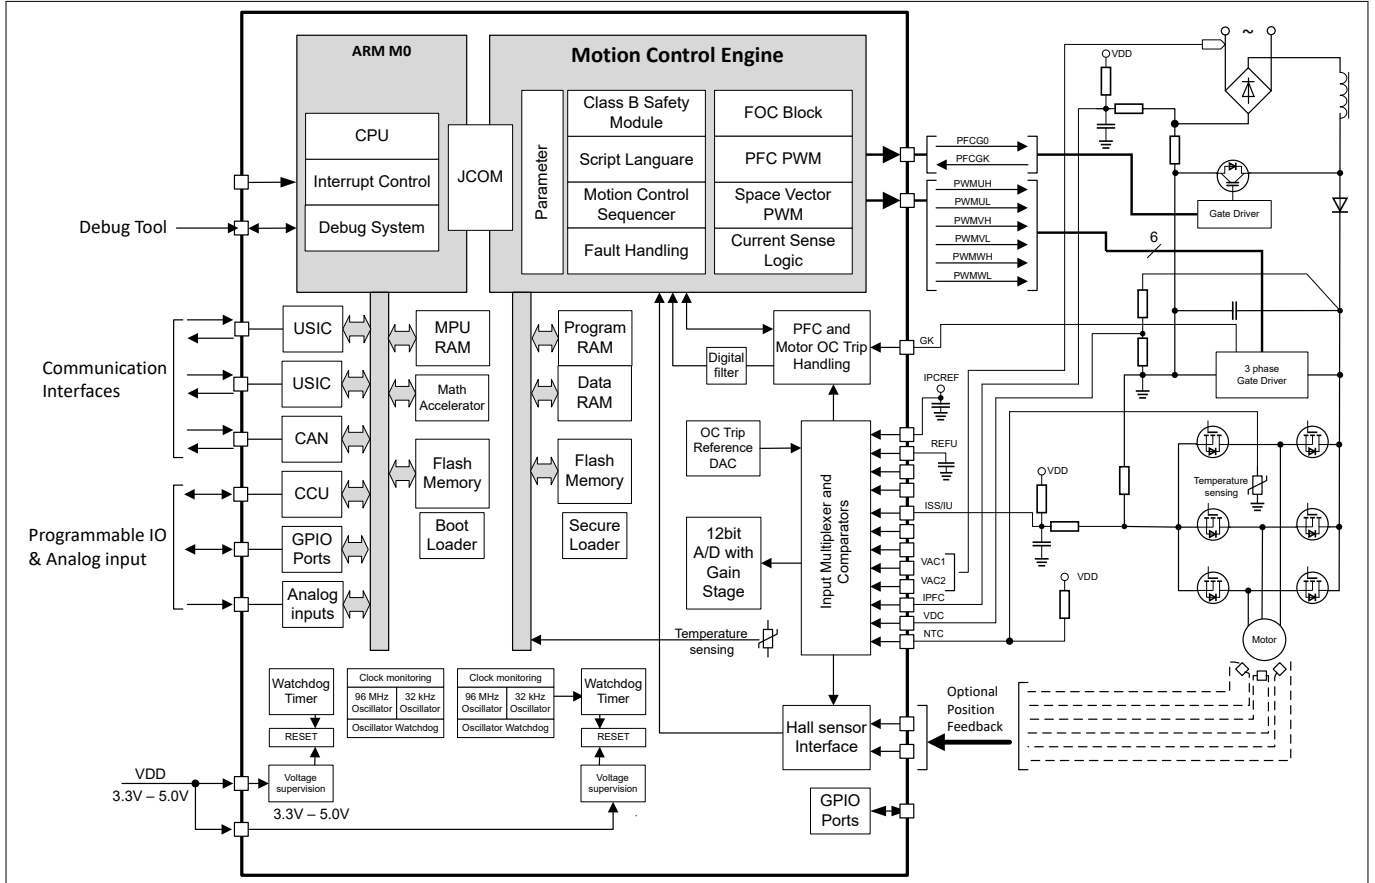 ARM M0
Motion Control Engine
CPU
Interrupt Control
Debug System
JCOM
Parameter
Class B Safety
Module
Script Languare
Motion Control
Sequencer
Fault Handling
FOC Block
PFC PWM
Space Vector
PWM
Current Sense
Logic
Debug Tool
Communication
Interfaces
Programmable IO
& Analog input
USIC
USIC
CAN
CCU
GPIO
Ports
Analog
inputs
MPU
RAM
Math
Accelerator
Flash
Memory
Boot
Loader
Program
RAM
Data
RAM
Flash
Memory
Secure
Loader
Digital
filter
PFC and
Motor OC Trip
Handling
OC Trip
Reference
DAC
12bit
A/D with
Gain
Stage
Input Multiplexer and
Comparators
Temperature
sensing
Hall sensor
Interface
GPIO
Ports
Watchdog
Timer
RESET
Voltage
supervision
3.3V – 5.0V
Clock monitoring
96 MHz
Oscillator
32 kHz
Oscillator
Oscillator Watchdog
Clock monitoring
96 MHz
Oscillator
32 kHz
Oscillator
Oscillator Watchdog
Watchdog
Timer
RESET
Voltage
supervision
VDD
3.3V – 5.0V
PFCG0
PFCGK
PWMUH
PWMUL
PWMVH
PWMVL
PWMWH
PWMWL
GK
IPCREF
REFU
ISS/IU
VAC1
VAC2
IPFC
VDC
NTC
VDD
~
Gate Driver
6
3 phase
Gate Driver
VDD
Temperature
sensing
VDD
Motor
Optional
Position
Feedback